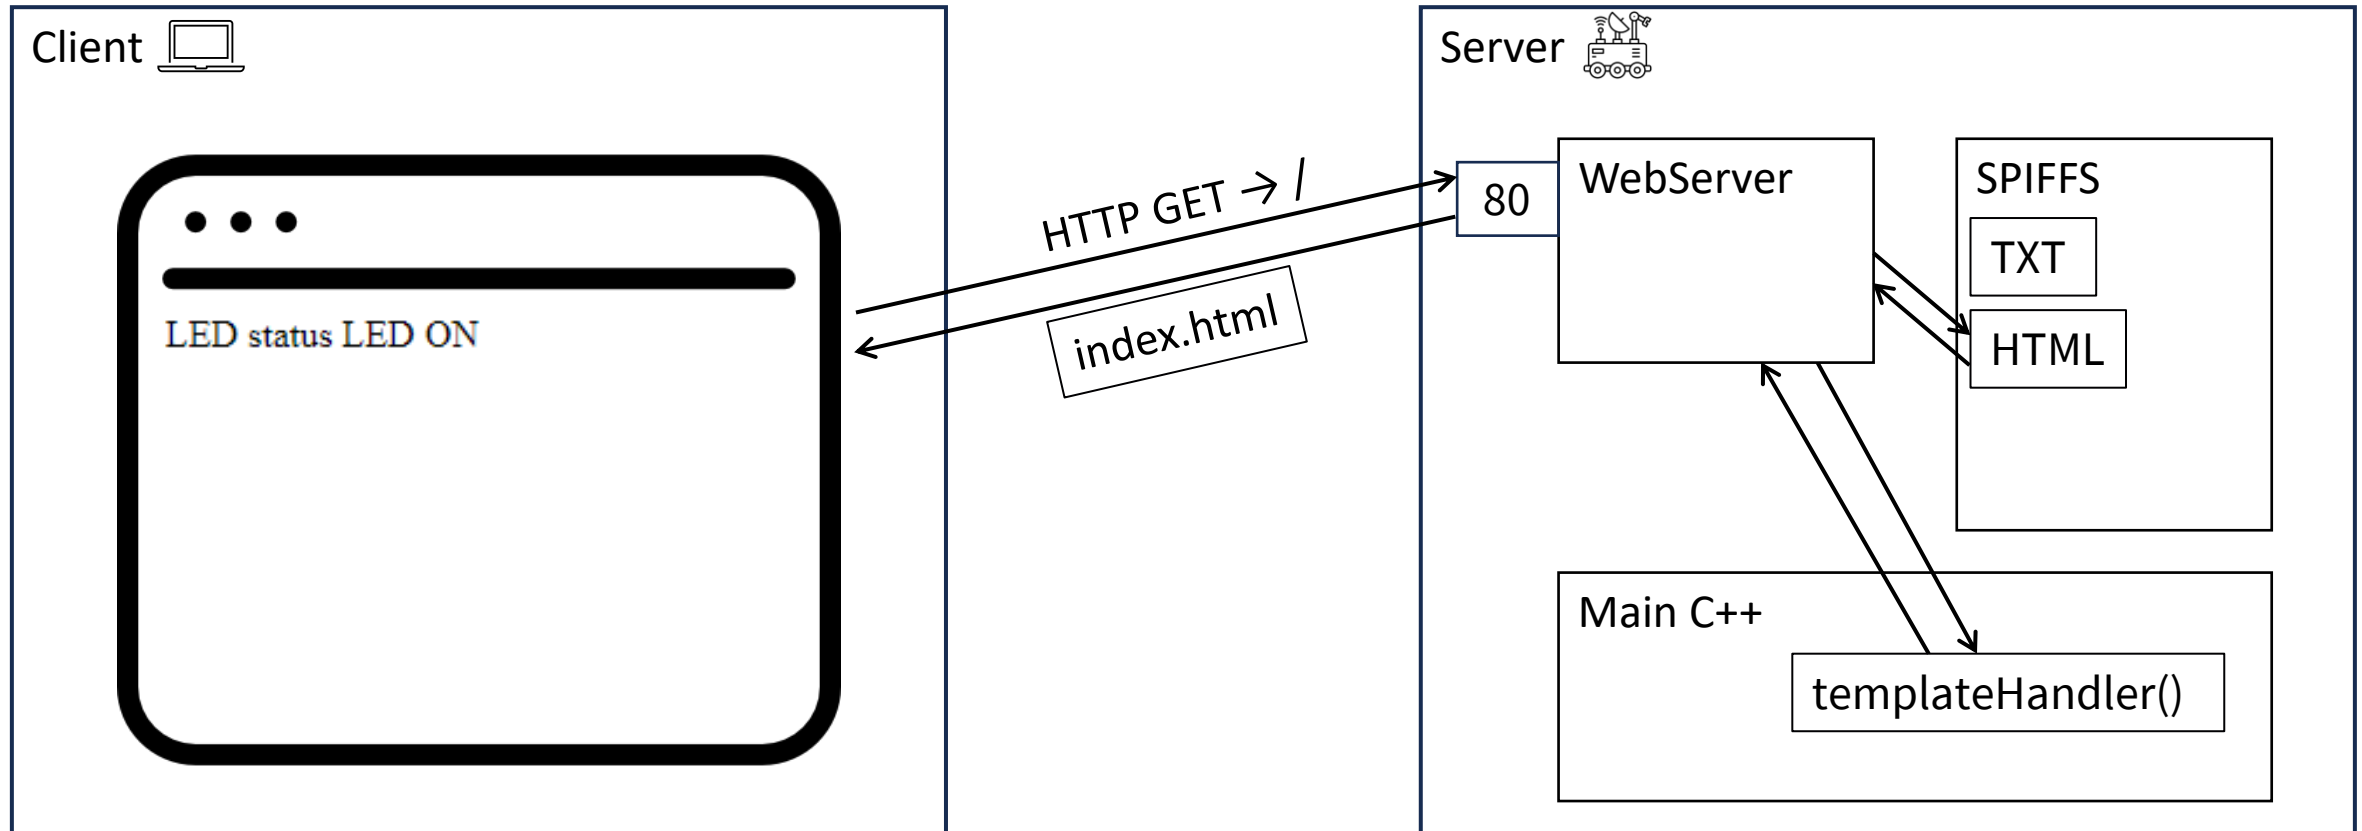 Client
LED status LED ON
HTTP GET → /
index.html
Server
80
WebServer
SPIFFS
TXT
HTML
Main C++
templateHandler()